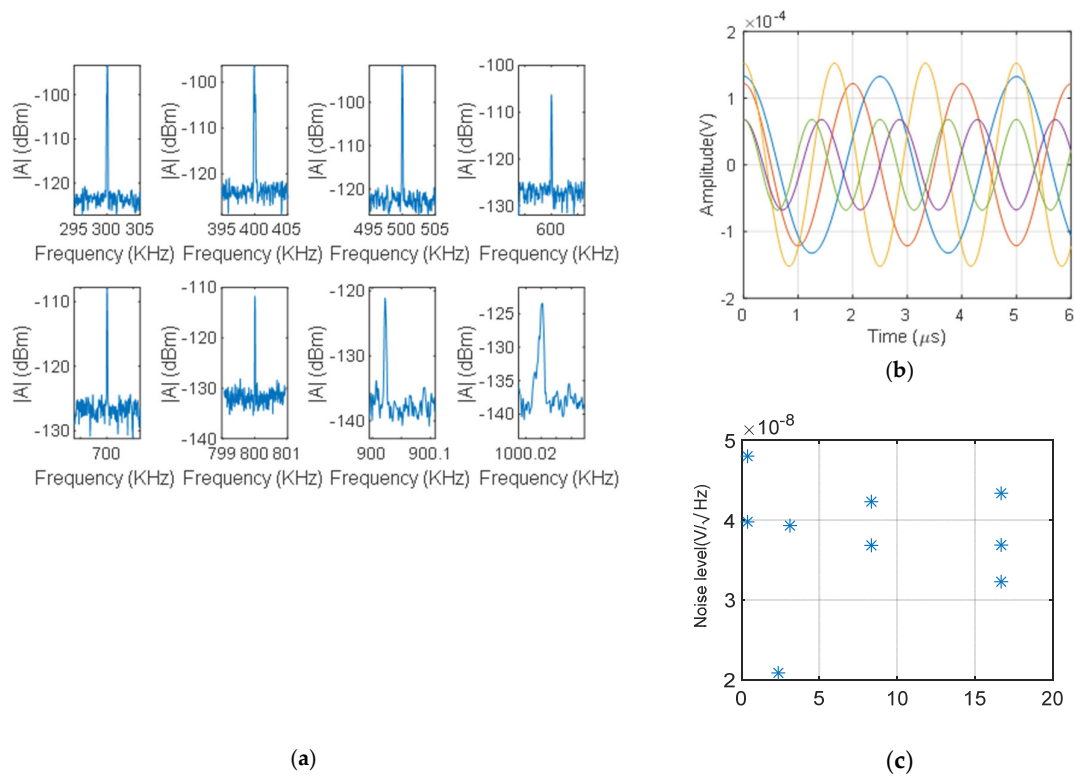 -100
-110
-120
|A| (dBm)
295 300 305
Frequency (KHz)
-100
-110
-120
|A| (dBm)
395 400 405
Frequency (KHz)
-100
-110
-120
|A| (dBm)
495 500 505
Frequency (KHz)
-100
-110
-120
-130
|A| (dBm)
600
Frequency (KHz)
-110
-120
-130
|A| (dBm)
700
Frequency (KHz)
-110
-120
-130
-140
|A| (dBm)
799 800 801
Frequency (KHz)
-120
-130
-140
|A| (dBm)
900 900.1
Frequency (KHz)
-125
-130
-135
-140
|A| (dBm)
1000.02
Frequency (KHz)
(a)
×10⁻⁴
2
1
0
-1
-2
Amplitude(V)
0 1 2 3 4 5 6
Time (μs)
(b)
×10⁻⁸
5
4
3
2
Noise level(V/√Hz)
0 5 10 15 20
(c)